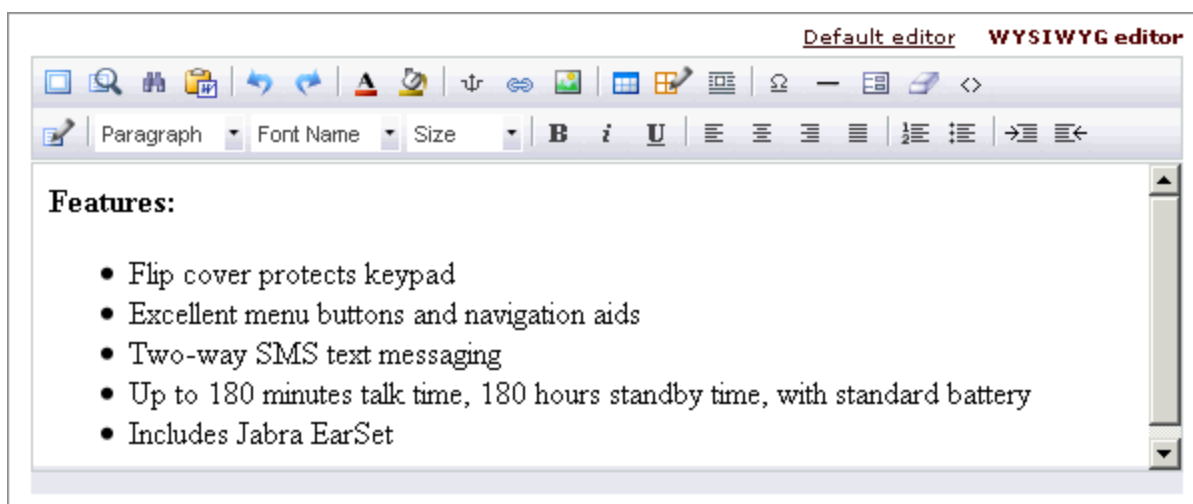 Default editor WYSIWYG editor
Paragraph Font Name Size B i U
Features:
• Flip cover protects keypad
• Excellent menu buttons and navigation aids
• Two-way SMS text messaging
• Up to 180 minutes talk time, 180 hours standby time, with standard battery
• Includes Jabra EarSet